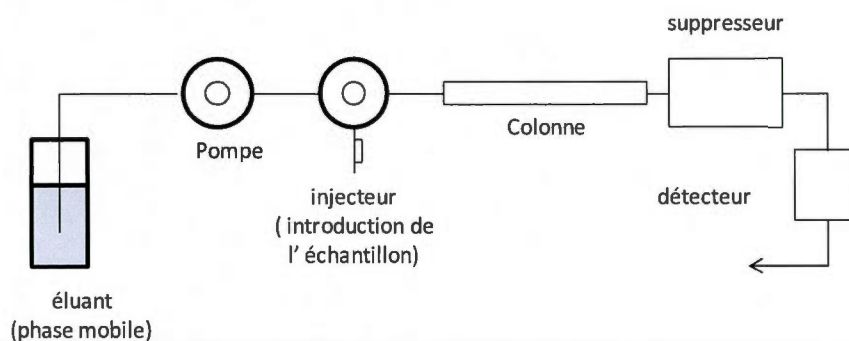 suppresseur
Pompe
Colonne
injecteur
( introduction de
l' échantillon)
détecteur
éluant
(phase mobile)